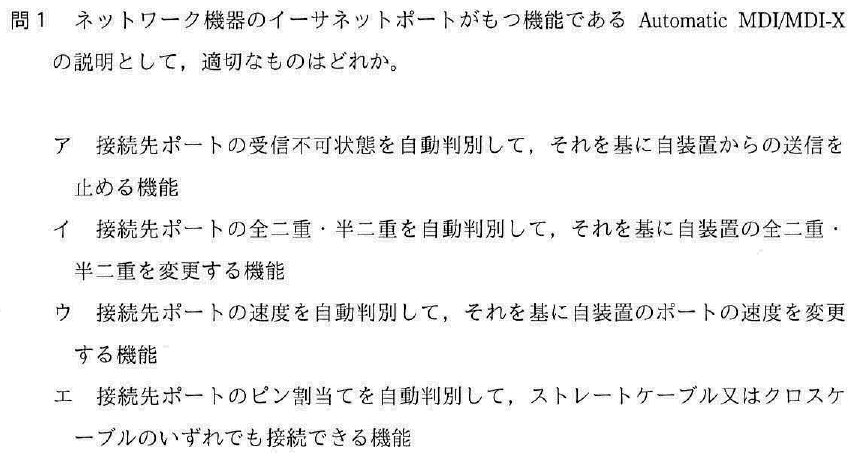 問1 ネットワーク機器のイーサネットポートがもつ機能である Automatic MDI/MDI-X
の説明として，適切なものはどれか。
ア 接続先ポートの受信不可状態を自動判別して，それを基に自装置からの送信を
止める機能
イ 接続先ポートの全二重・半二重を自動判別して，それを基に自装置の全二重・
半二重を変更する機能
ウ 接続先ポートの速度を自動判別して，それを基に自装置のポートの速度を変更
する機能
エ 接続先ポートのピン割当てを自動判別して，ストレートケーブル又はクロスケ
ーブルのいずれでも接続できる機能